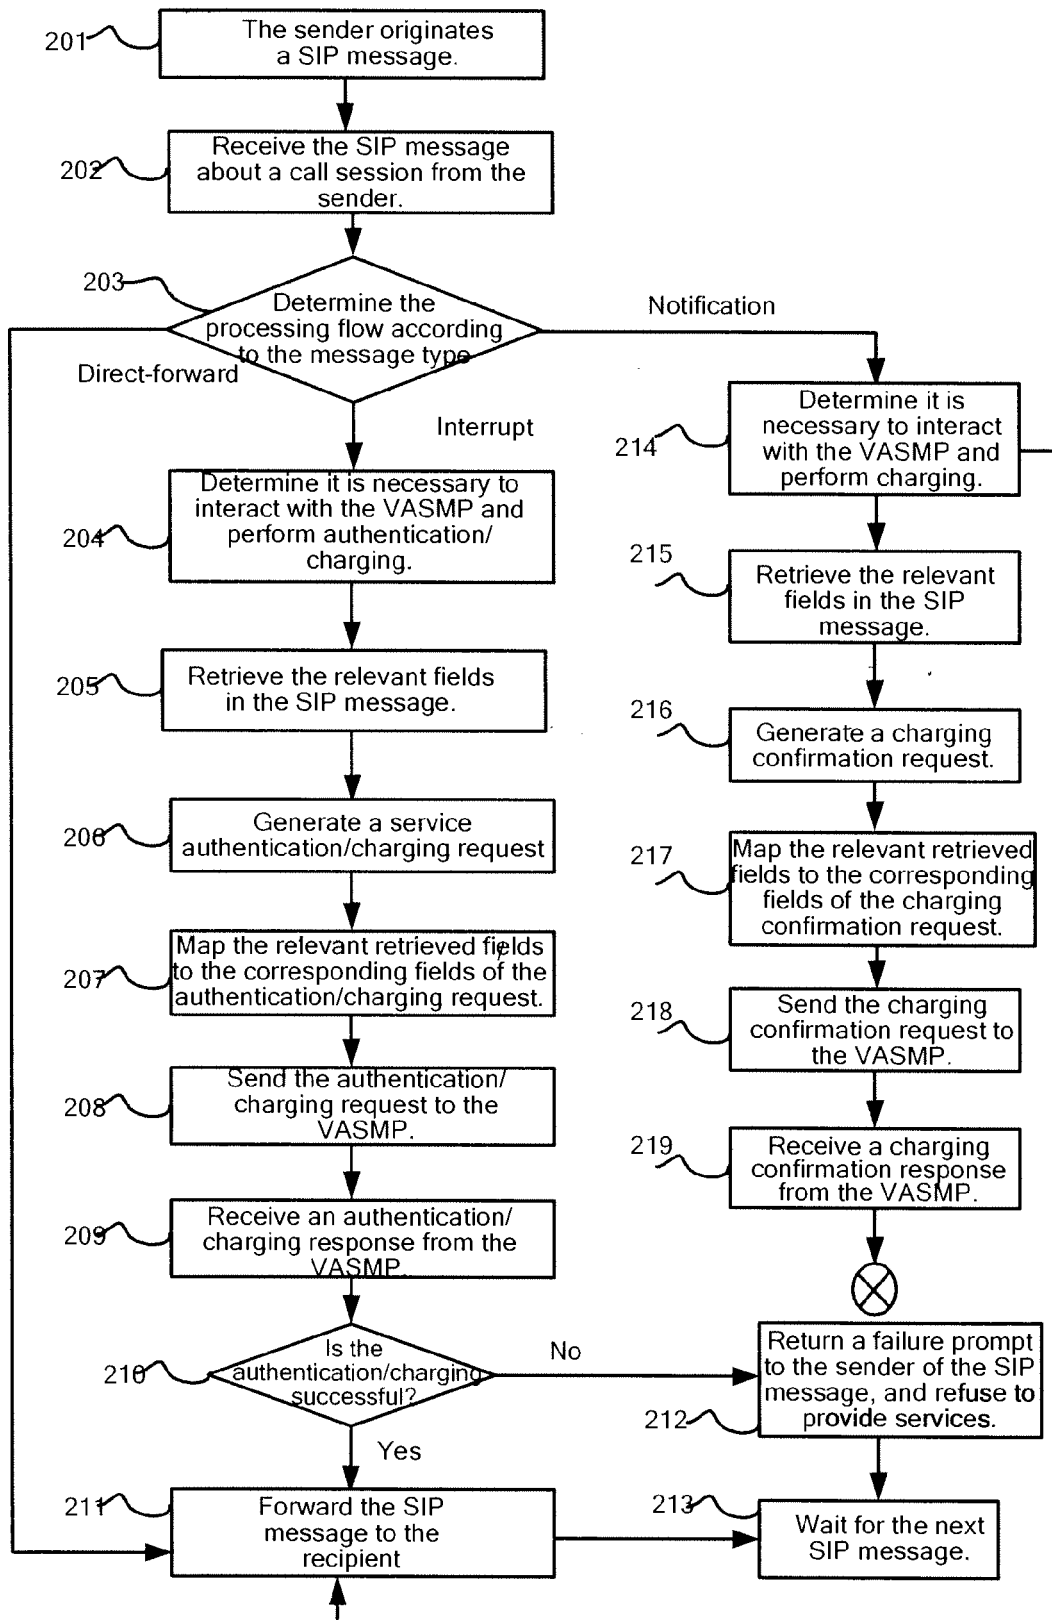 201
The sender originates
a SIP message.
202
Receive the SIP message
about a call session from the
sender.
203
Determine the
processing flow according
to the message type
Notification
Direct-forward
Interrupt
204
Determine it is necessary to
interact with the VASMP and
perform authentication/
charging.
205
Retrieve the relevant fields
in the SIP message.
206
Generate a service
authentication/charging request
207
Map the relevant retrieved fields
to the corresponding fields of the
authentication/charging request.
208
Send the authentication/
charging request to the
VASMP.
209
Receive an authentication/
charging response from the
VASMP.
210
Is the
authentication/charging
successful?
No
Yes
211
Forward the SIP
message to the
recipient
214
Determine it is
necessary to interact
with the VASMP and
perform charging.
215
Retrieve the relevant
fields in the SIP
message.
216
Generate a charging
confirmation request.
217
Map the relevant retrieved
fields to the corresponding
fields of the charging
confirmation request.
218
Send the charging
confirmation request to
the VASMP.
219
Receive a charging
confirmation response
from the VASMP.
Return a failure prompt
to the sender of the SIP
message, and refuse to
provide services.
212
213
Wait for the next
SIP message.